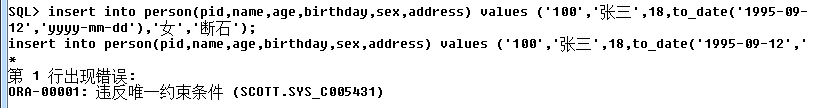 SQL> insert into person(pid,name,age,birthday,sex,address) values ('100','张三',18,to_date('1995-09-
12','yyyy-mm-dd'),'女','断石');
insert into person(pid,name,age,birthday,sex,address) values ('100','张三',18,to_date('1995-09-12','
*
第 1 行出现错误:
ORA-00001: 违反唯一约束条件 (SCOTT.SYS_C005431)